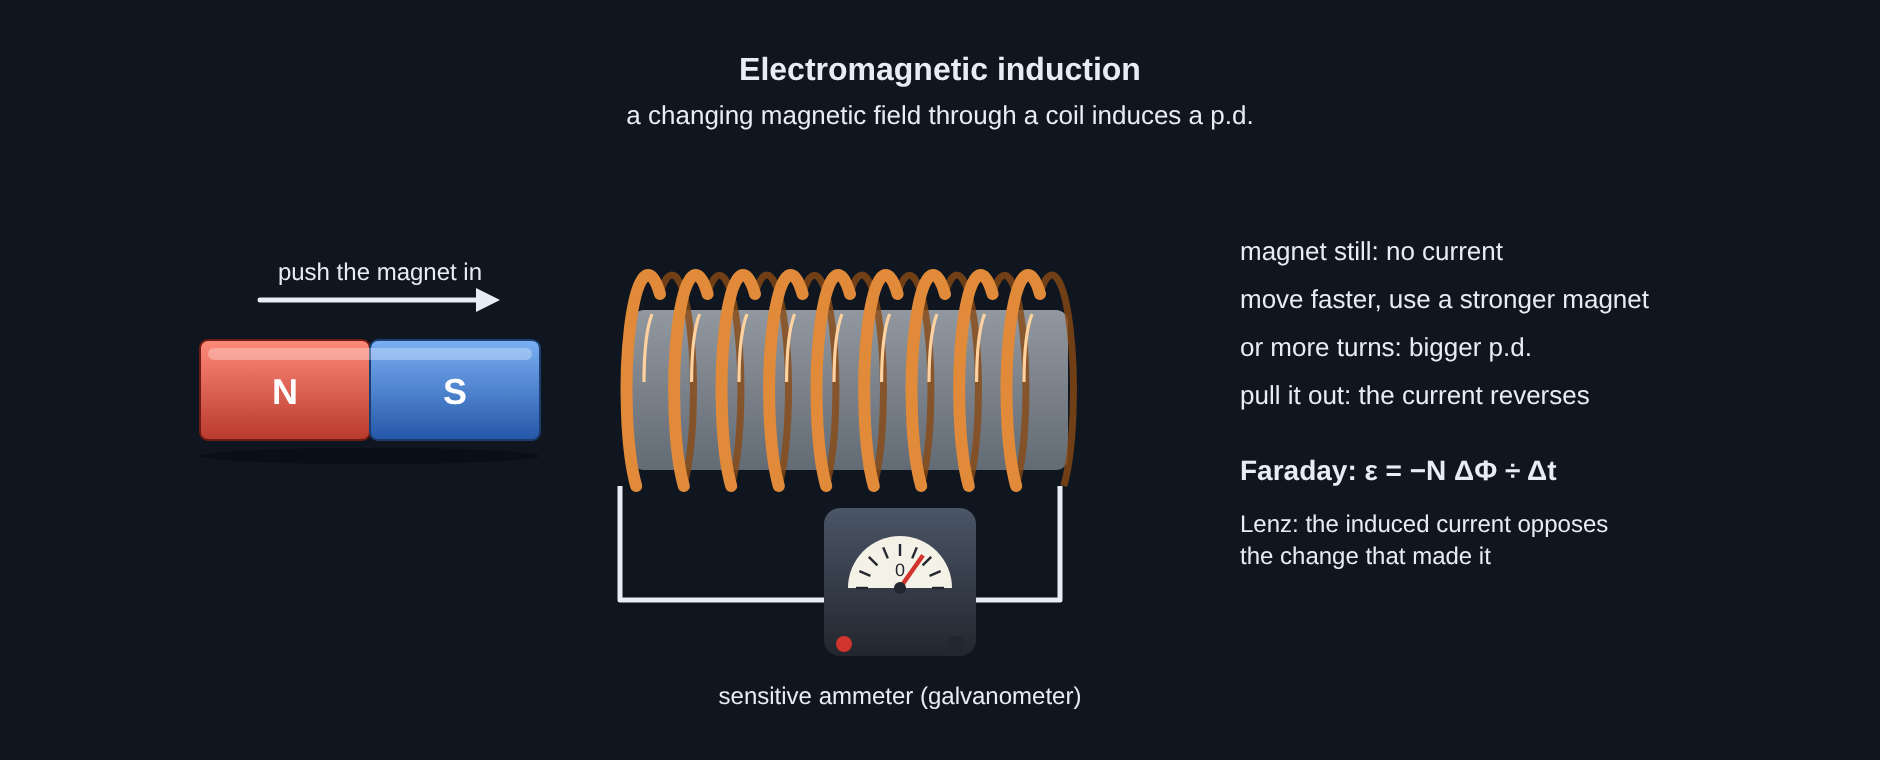 Electromagnetic induction
a changing magnetic field through a coil induces a p.d.
push the magnet in
N S
0
sensitive ammeter (galvanometer)
magnet still: no current
move faster, use a stronger magnet
or more turns: bigger p.d.
pull it out: the current reverses
Faraday: ε = −N ΔΦ ÷ Δt
Lenz: the induced current opposes
the change that made it